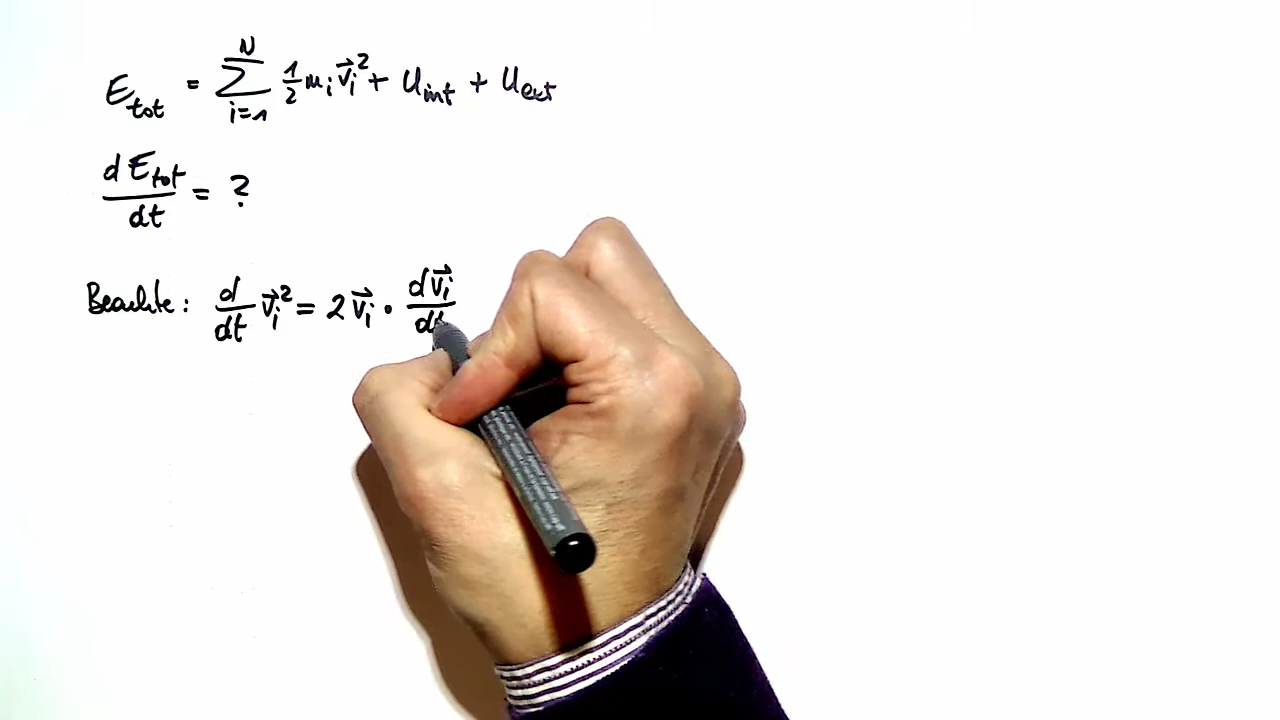 E_tot = ∑_{i=1}^{N} 1/2 m_i v⃗_i² + U_int + U_ext
dE_tot/dt = ?
Beachte: d/dt v⃗_i² = 2 v⃗_i · dv⃗_i/dt